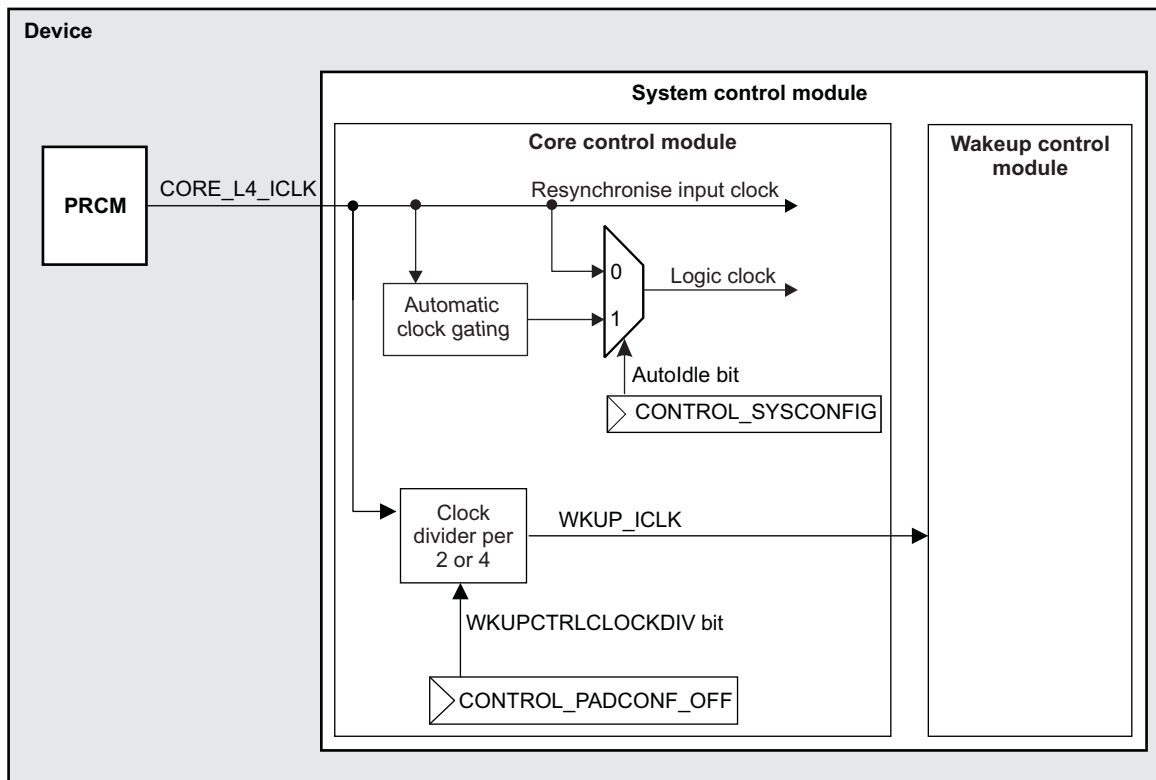 Device
System control module
Core control module
Wakeup control
module
PRCM
CORE_L4_ICLK
Resynchronise input clock
0
Logic clock
Automatic
clock gating
1
AutoIdle bit
CONTROL_SYSCONFIG
Clock
divider per
2 or 4
WKUP_ICLK
WKUPCTRLCLOCKDIV bit
CONTROL_PADCONF_OFF